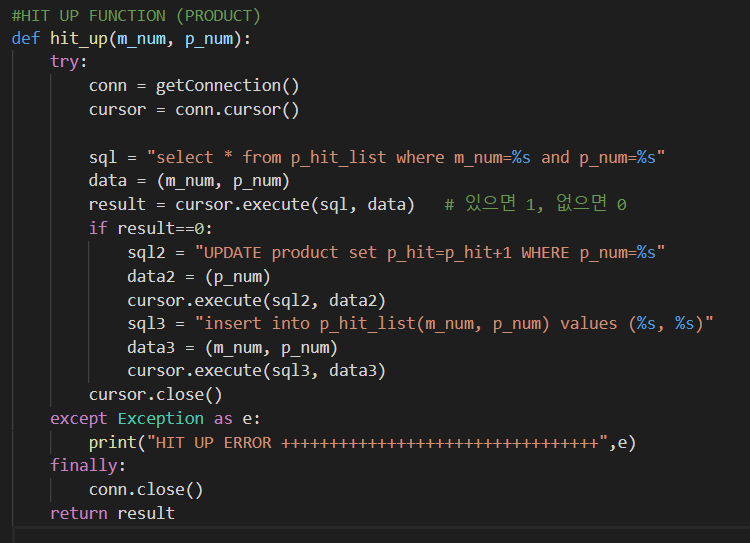 #HIT UP FUNCTION (PRODUCT)
def hit_up(m_num, p_num):
    try:
        conn = getConnection()
        cursor = conn.cursor()

        sql = "select * from p_hit_list where m_num=%s and p_num=%s"
        data = (m_num, p_num)
        result = cursor.execute(sql, data)   # 있으면 1, 없으면 0
        if result==0:
            sql2 = "UPDATE product set p_hit=p_hit+1 WHERE p_num=%s"
            data2 = (p_num)
            cursor.execute(sql2, data2)
            sql3 = "insert into p_hit_list(m_num, p_num) values (%s, %s)"
            data3 = (m_num, p_num)
            cursor.execute(sql3, data3)
        cursor.close()
    except Exception as e:
        print("HIT UP ERROR +++++++++++++++++++++++++++++++++",e)
    finally:
        conn.close()
    return result